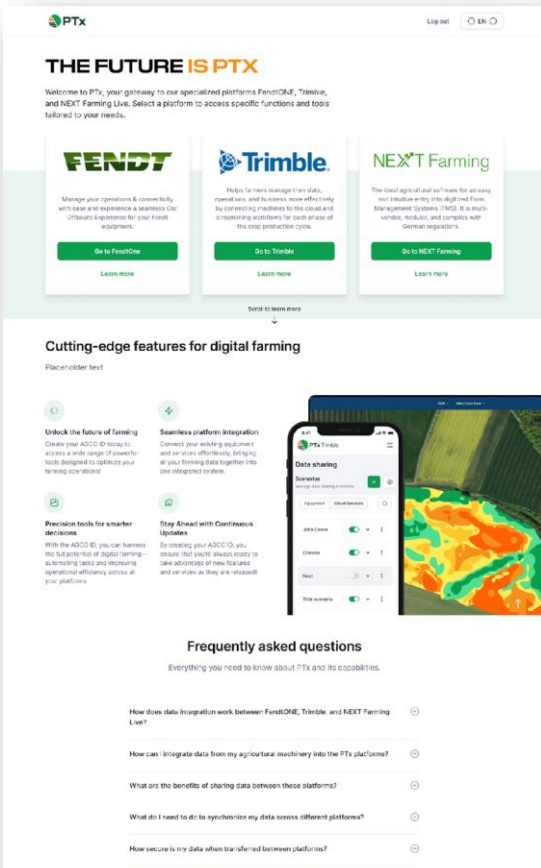 PTx
Log out
EN
THE FUTURE IS PTX
Welcome to PTx, your gateway to our specialized platforms FendtONE, Trimble,
and NEXT Farming Live. Select a platform to access specific functions and tools
tailored to your needs.
FENDT
Manage your operations & connectivity
with ease and experience a seamless On/
Offboard Experience for your Fendt
equipment.
Go to FendtOne
Learn more
Trimble
Helps farmers manage their data,
operations, and business more effectively
by connecting machines to the cloud and
streamlining workflows for each phase of
the crop production cycle.
Go to Trimble
Learn more
NEXT Farming
The ideal agricultural software for an easy
and intuitive entry into digitized Farm
Management Systems (FMS). It is multi-
vendor, modular, and complies with
German regulations.
Go to NEXT Farming
Learn more
Scroll to learn more
Cutting-edge features for digital farming
Placeholder text
Unlock the future of farming
Create your AGCO ID today to
access a wide range of powerful
tools designed to optimize your
farming operations!
Seamless platform integration
Connect your existing equipment
and services effortlessly, bringing
all your farming data together into
one integrated system.
Precision tools for smarter
decisions
With the AGCO ID, you can harness
the full potential of digital farming—
automating tasks and improving
operational efficiency across all
your platforms
Stay Ahead with Continuous
Updates
By creating your AGCO ID, you
ensure that you're always ready to
take advantage of new features
and services as they are released!
PTx Trimble
Data sharing
Scenarios
Equipment
Cloud services
John Deere
Climate
Next
Title scenario
Frequently asked questions
Everything you need to know about PTx and its capabilities.
How does data integration work between FendtONE, Trimble, and NEXT Farming
Live?
How can I integrate data from my agricultural machinery into the PTx platforms?
What are the benefits of sharing data between these platforms?
What do I need to do to synchronize my data across different platforms?
How secure is my data when transferred between platforms?